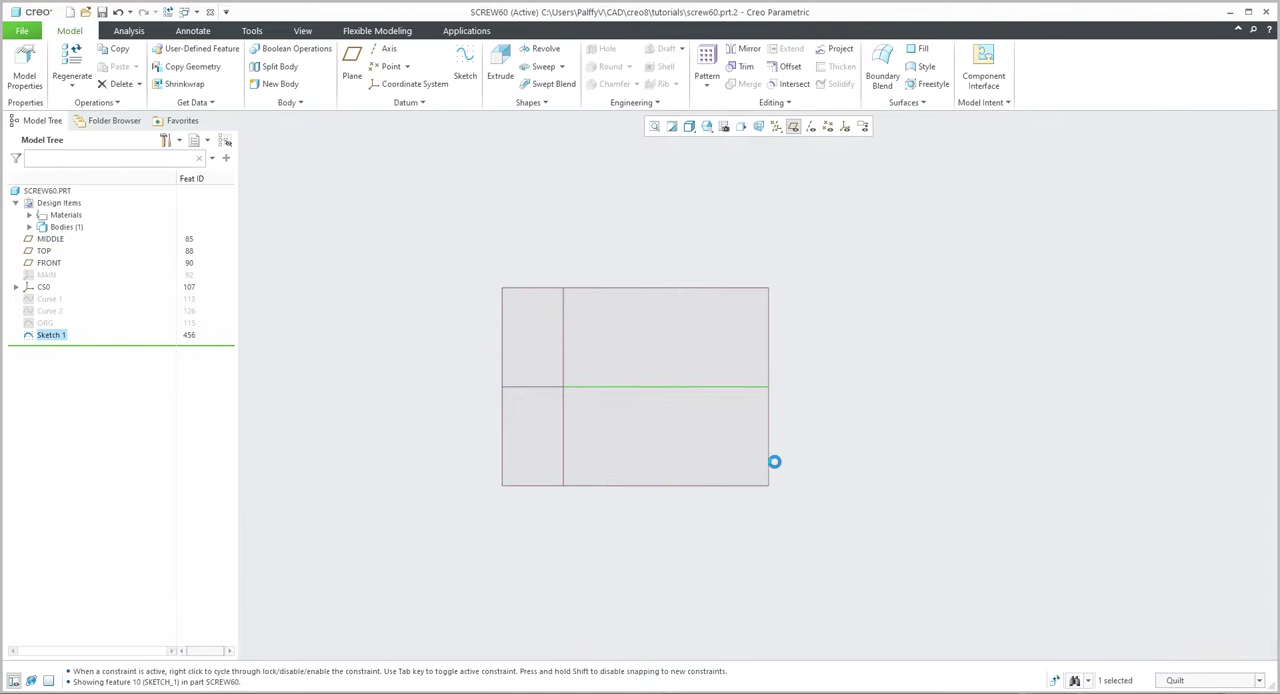 creo
SCREW60 (Active) C:\Users\PalffyV\CAD\creo8\tutorials\screw60.prt.2 - Creo Parametric
File Model Analysis Annotate Tools View Flexible Modeling Applications
Model Properties
Properties
Regenerate
Copy
Paste
Delete
Operations
User-Defined Feature
Copy Geometry
Shrinkwrap
Get Data
Boolean Operations
Split Body
New Body
Body
Plane
Axis
Point
Coordinate System
Sketch
Datum
Extrude
Revolve
Sweep
Swept Blend
Shapes
Hole
Round
Chamfer
Draft
Shell
Rib
Engineering
Pattern
Mirror
Trim
Merge
Extend
Offset
Intersect
Project
Thicken
Solidify
Editing
Boundary Blend
Fill
Style
Freestyle
Surfaces
Component Interface
Model Intent
Model Tree Folder Browser Favorites
Model Tree
Feat ID
SCREW60.PRT
Design Items
Materials
Bodies (1)
MIDDLE 85
TOP 88
FRONT 90
MAIN 92
CS0 107
Curve 1 113
Curve 2 126
ORG 115
Sketch 1 456
When a constraint is active, right click to cycle through lock/disable/enable the constraint. Use Tab key to toggle active constraint. Press and hold Shift to disable snapping to new constraints.
Showing feature 10 (SKETCH_1) in part SCREW60.
1 selected
Quilt